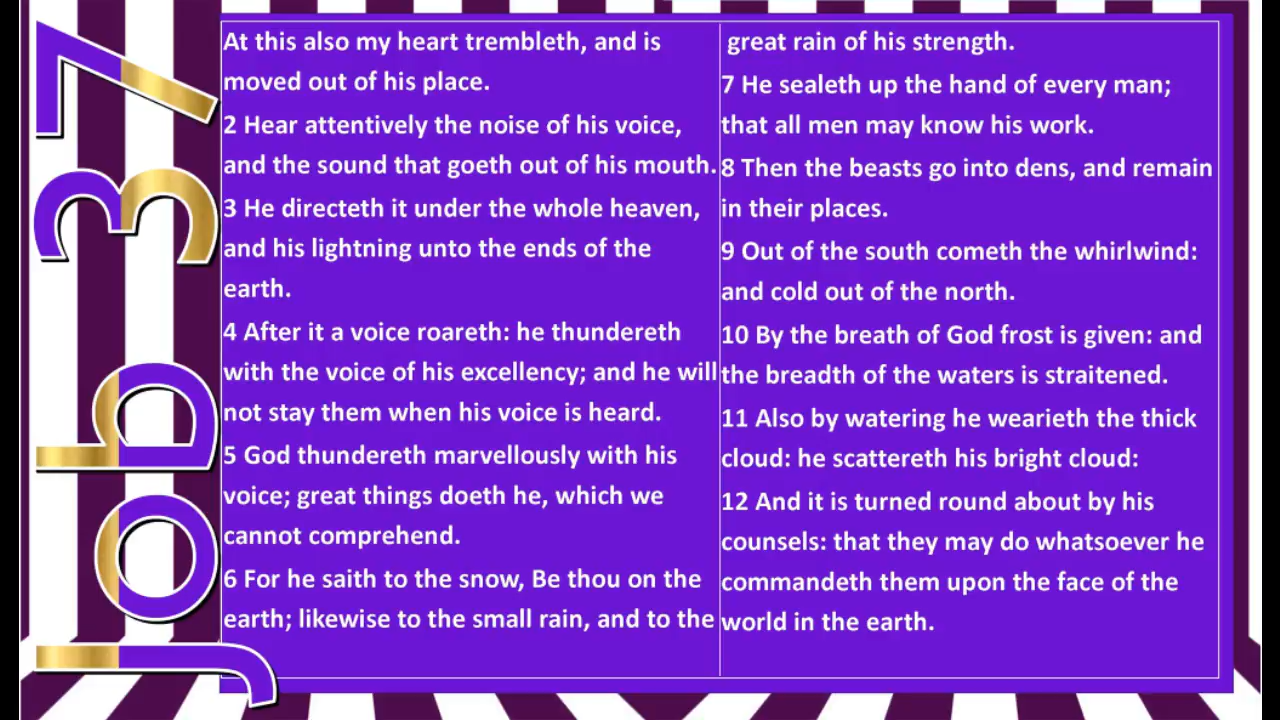 Job 37
At this also my heart trembleth, and is
moved out of his place.
2 Hear attentively the noise of his voice,
and the sound that goeth out of his mouth.
3 He directeth it under the whole heaven,
and his lightning unto the ends of the
earth.
4 After it a voice roareth: he thundereth
with the voice of his excellency; and he will
not stay them when his voice is heard.
5 God thundereth marvellously with his
voice; great things doeth he, which we
cannot comprehend.
6 For he saith to the snow, Be thou on the
earth; likewise to the small rain, and to the
great rain of his strength.
7 He sealeth up the hand of every man;
that all men may know his work.
8 Then the beasts go into dens, and remain
in their places.
9 Out of the south cometh the whirlwind:
and cold out of the north.
10 By the breath of God frost is given: and
the breadth of the waters is straitened.
11 Also by watering he wearieth the thick
cloud: he scattereth his bright cloud:
12 And it is turned round about by his
counsels: that they may do whatsoever he
commandeth them upon the face of the
world in the earth.